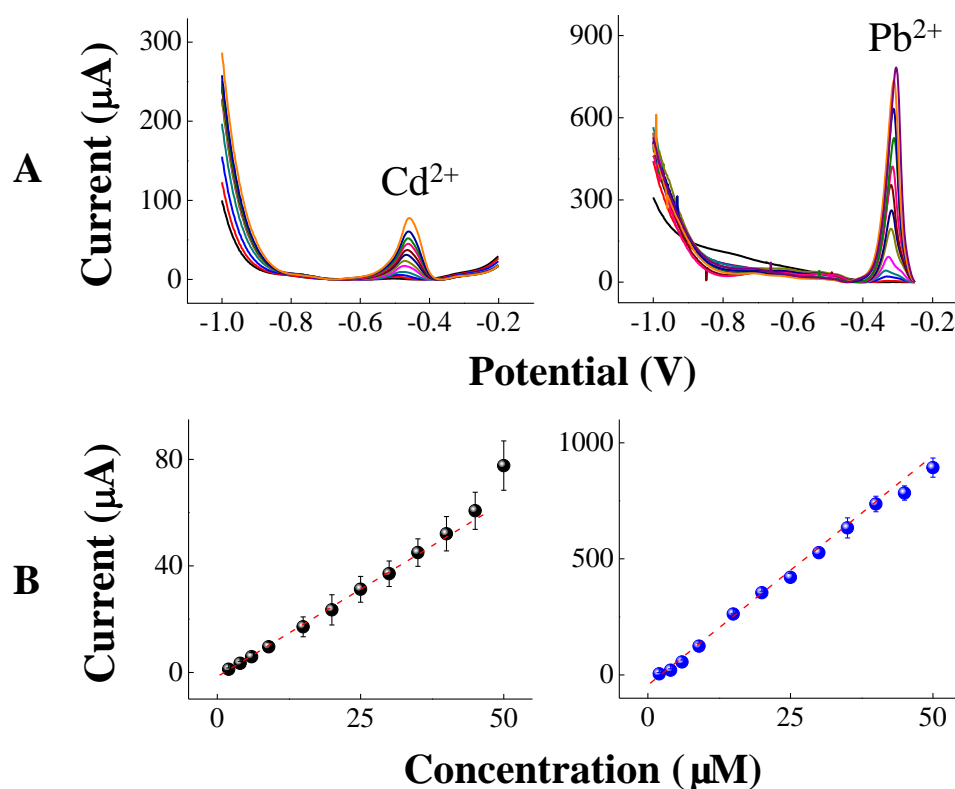 A
Current (µA)
300
200
100
0
Cd²⁺
-1.0 -0.8 -0.6 -0.4 -0.2
900
600
300
0
Pb²⁺
-1.0 -0.8 -0.6 -0.4 -0.2
Potential (V)
B
Current (µA)
80
40
0
0 25 50
1000
500
0
0 25 50
Concentration (µM)